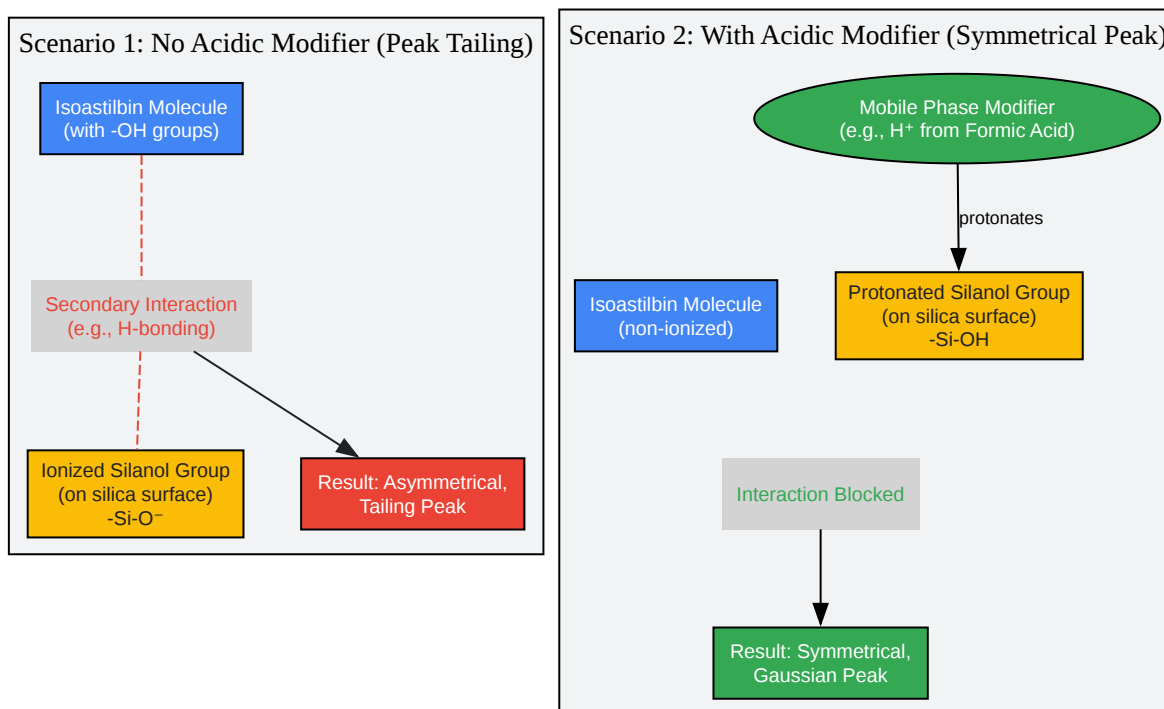 Scenario 1: No Acidic Modifier (Peak Tailing)
Isoastilbin Molecule
(with -OH groups)
Secondary Interaction
(e.g., H-bonding)
Ionized Silanol Group
(on silica surface)
-Si-O⁻
Result: Asymmetrical,
Tailing Peak
Scenario 2: With Acidic Modifier (Symmetrical Peak)
Mobile Phase Modifier
(e.g., H⁺ from Formic Acid)
protonates
Isoastilbin Molecule
(non-ionized)
Protonated Silanol Group
(on silica surface)
-Si-OH
Interaction Blocked
Result: Symmetrical,
Gaussian Peak